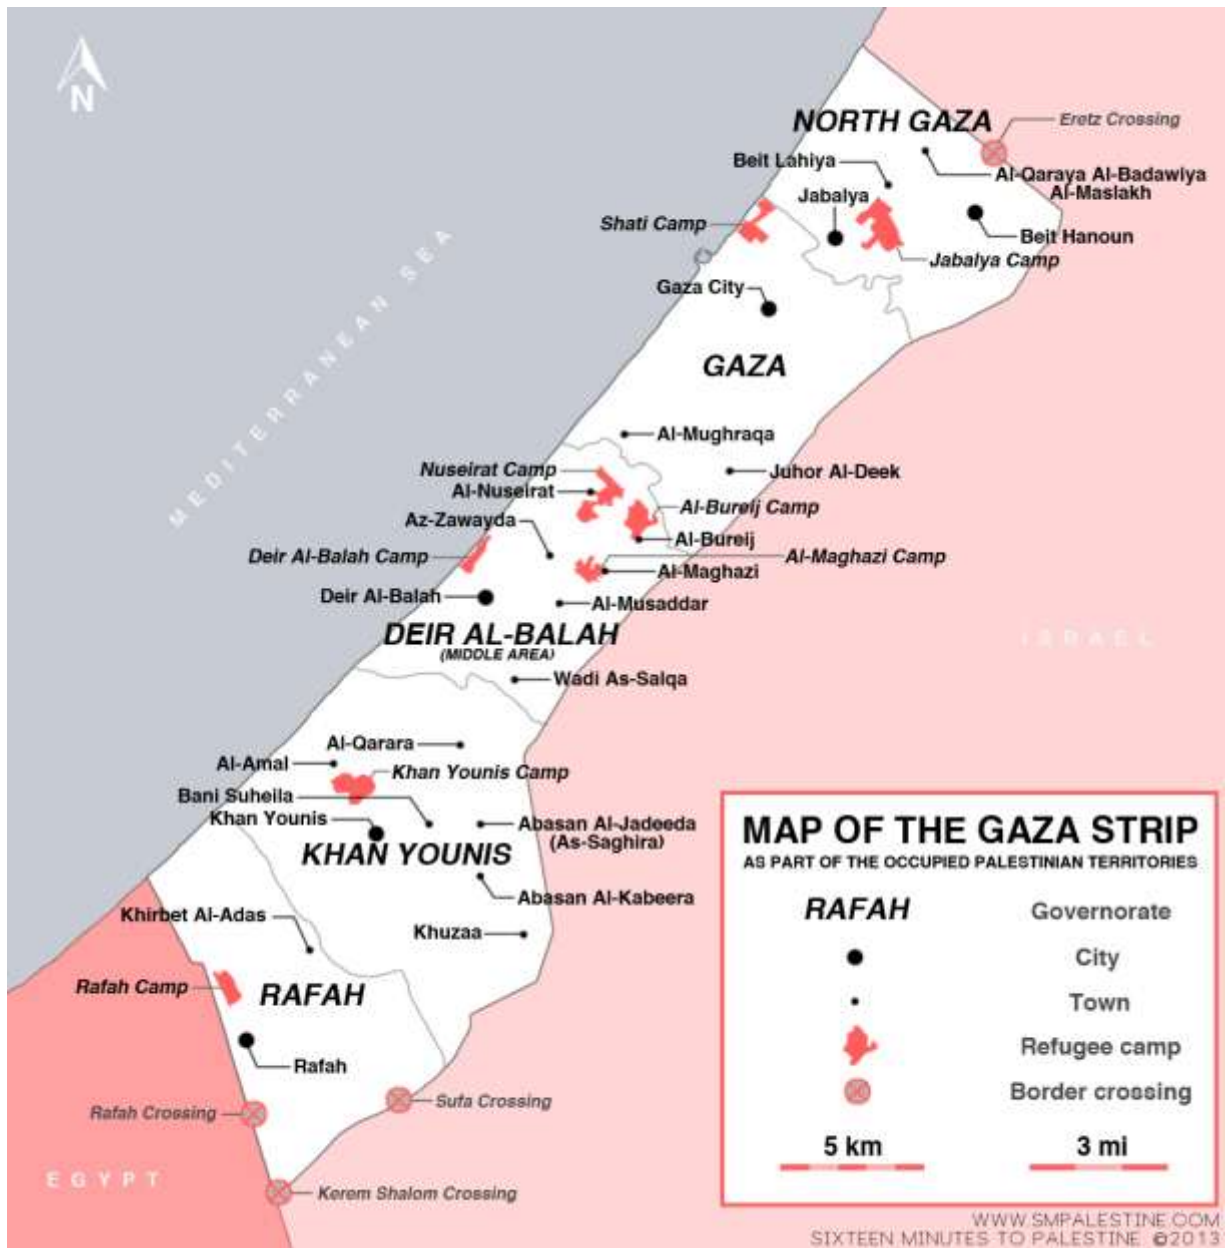 N
NORTH GAZA
Eretz Crossing
Beit Lahiya
Al-Qaraya Al-Badawiya
Al-Maslakh
Jabalya
Shati Camp
Beit Hanoun
Jabalya Camp
MEDITERRANEAN SEA
Gaza City
GAZA
Al-Mughraqa
Nuseirat Camp
Juhor Al-Deek
Al-Nuseirat
Al-Bureij Camp
Az-Zawayda
Al-Bureij
Deir Al-Balah Camp
Al-Maghazi Camp
Al-Maghazi
Deir Al-Balah
Al-Musaddar
DEIR AL-BALAH
(MIDDLE AREA)
ISRAEL
Wadi As-Salqa
Al-Qarara
Al-Amal
Khan Younis Camp
Bani Suheila
Khan Younis
Abasan Al-Jadeeda
(As-Saghira)
KHAN YOUNIS
Abasan Al-Kabeera
Khirbet Al-Adas
Khuzaa
Rafah Camp
RAFAH
Rafah
Sufa Crossing
Rafah Crossing
EGYPT
Kerem Shalom Crossing
MAP OF THE GAZA STRIP
AS PART OF THE OCCUPIED PALESTINIAN TERRITORIES
RAFAH Governorate
City
Town
Refugee camp
Border crossing
5 km 3 mi
WWW.SMPALESTINE.COM
SIXTEEN MINUTES TO PALESTINE ©2013